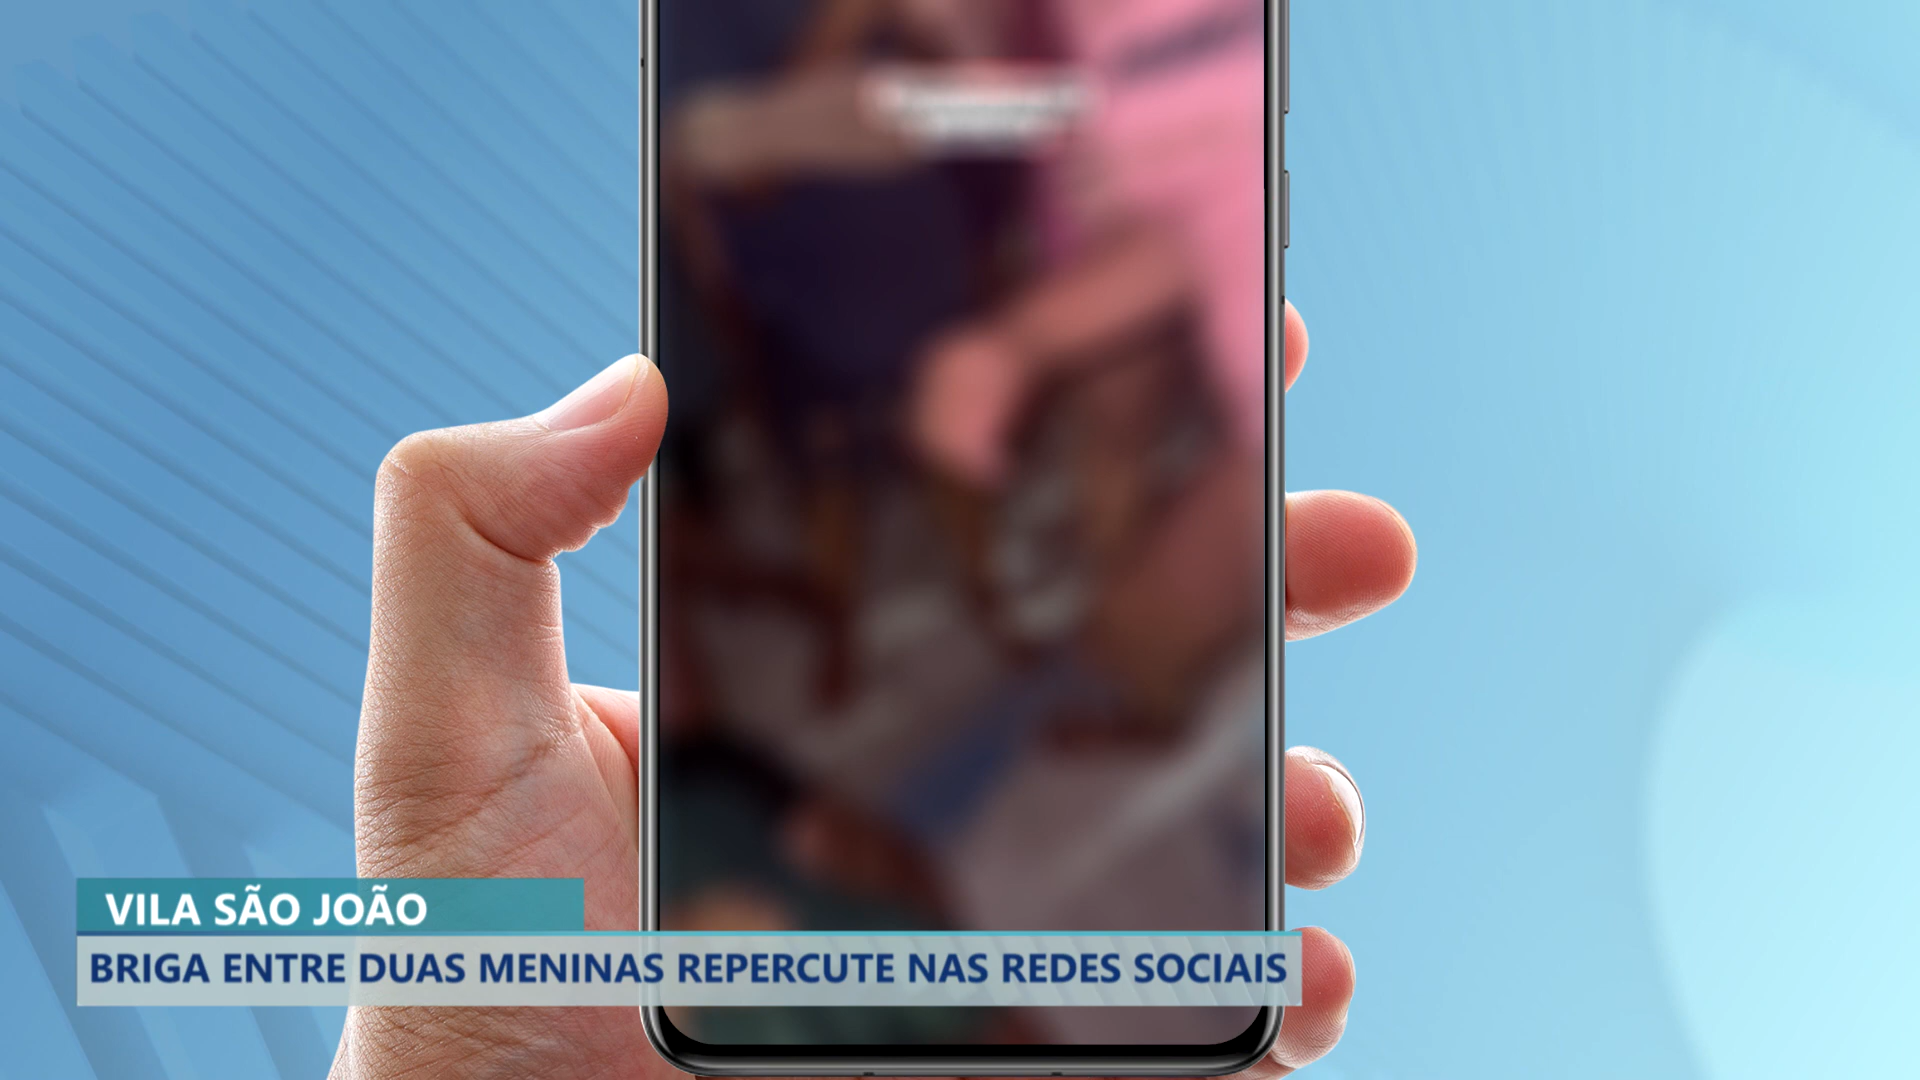 VILA SÃO JOÃO
BRIGA ENTRE DUAS MENINAS REPERCUTE NAS REDES SOCIAIS